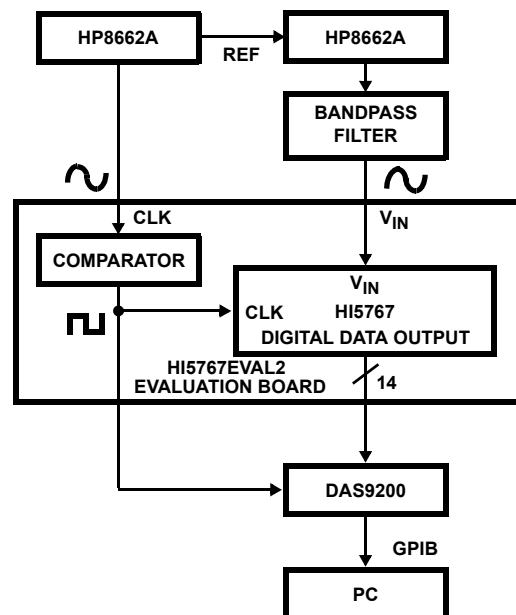 HP8662A
REF
HP8662A
BANDPASS
FILTER
CLK
VIN
COMPARATOR
VIN
CLK
HI5767
DIGITAL DATA OUTPUT
HI5767EVAL2
EVALUATION BOARD
14
DAS9200
GPIB
PC